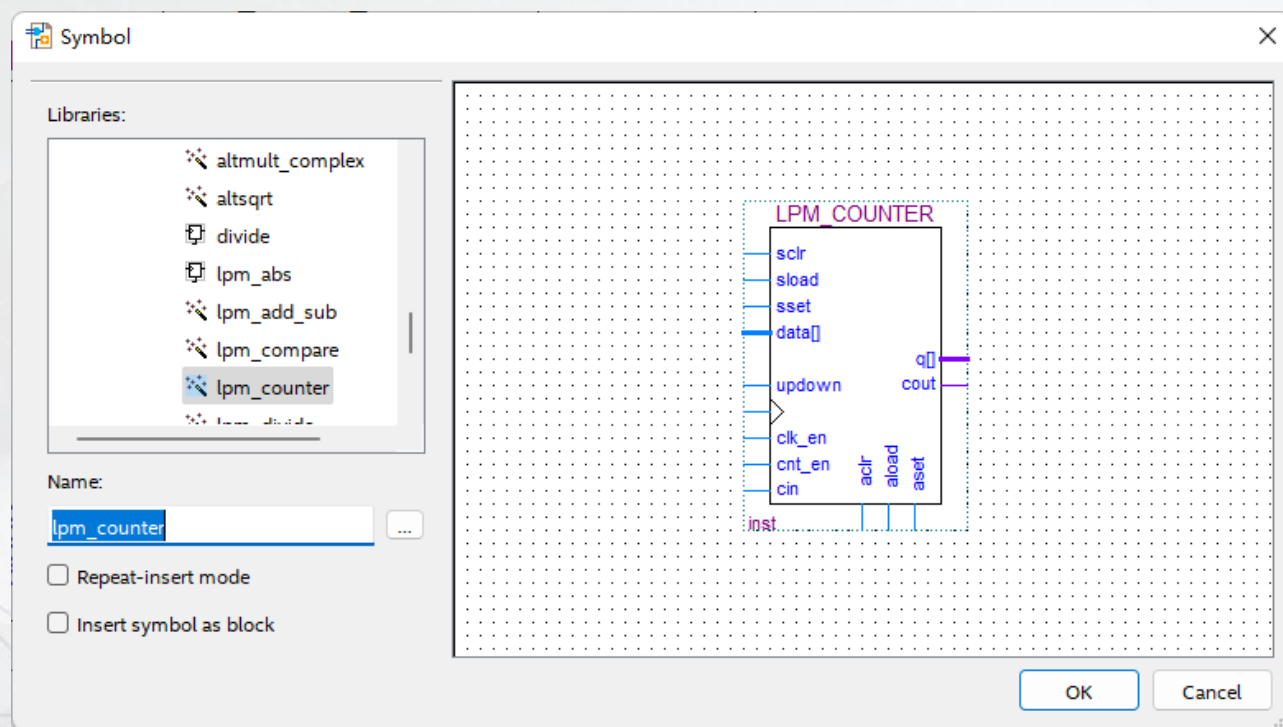 Symbol
Libraries:
altmult_complex
altsqrt
divide
lpm_abs
lpm_add_sub
lpm_compare
lpm_counter
lpm_divide
Name:
lpm_counter
...
Repeat-insert mode
Insert symbol as block
LPM_COUNTER
sclr
sload
sset
data[]
q[]
updown
cout
clk_en
cnt_en
cin
aclr
aload
aset
inst
OK
Cancel